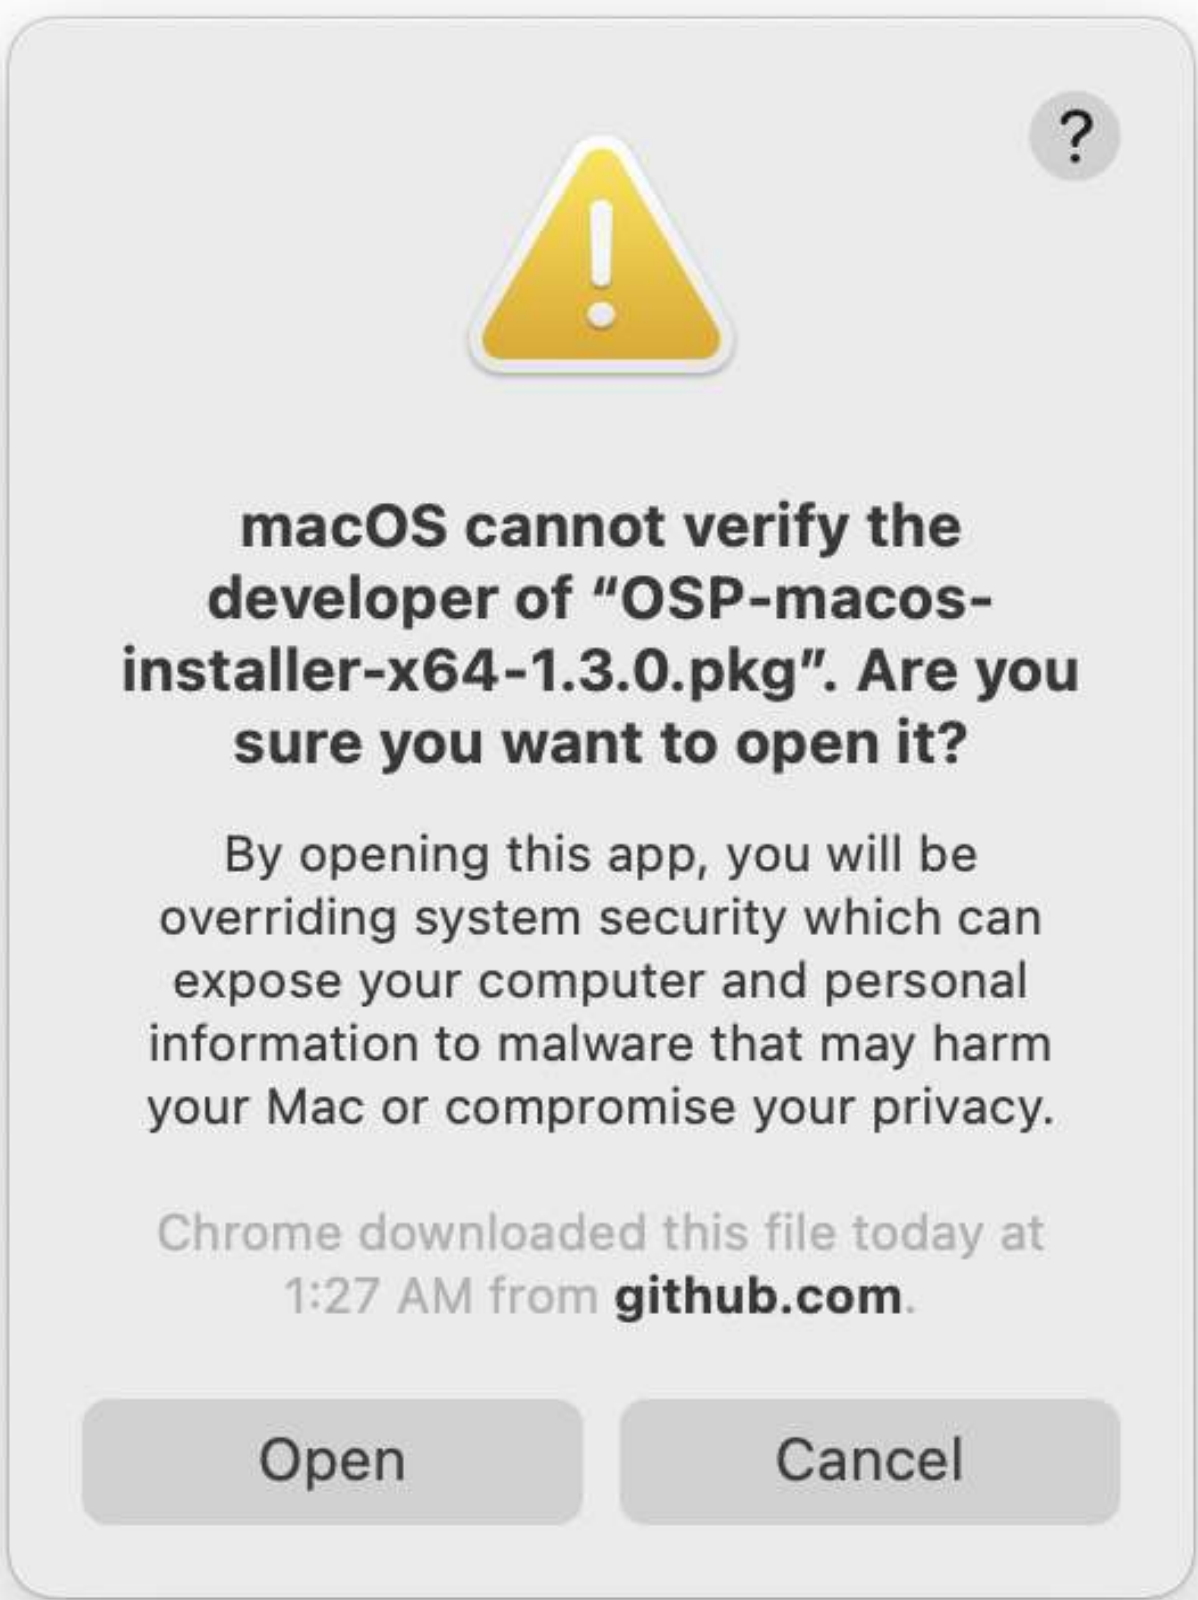 ?
macOS cannot verify the
developer of “OSP-macos-
installer-x64-1.3.0.pkg”. Are you
sure you want to open it?
By opening this app, you will be
overriding system security which can
expose your computer and personal
information to malware that may harm
your Mac or compromise your privacy.
Chrome downloaded this file today at
1:27 AM from github.com.
Open Cancel